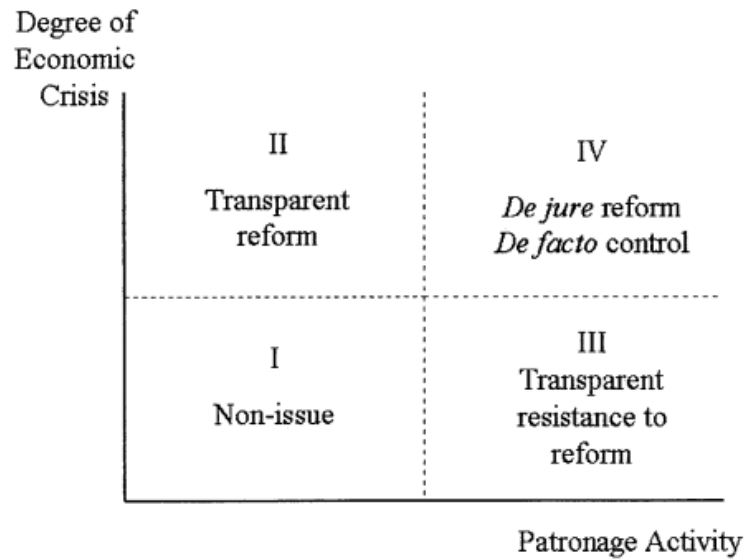 Degree of
Economic
Crisis
II
Transparent
reform
IV
De jure reform
De facto control
I
Non-issue
III
Transparent
resistance to
reform
Patronage Activity